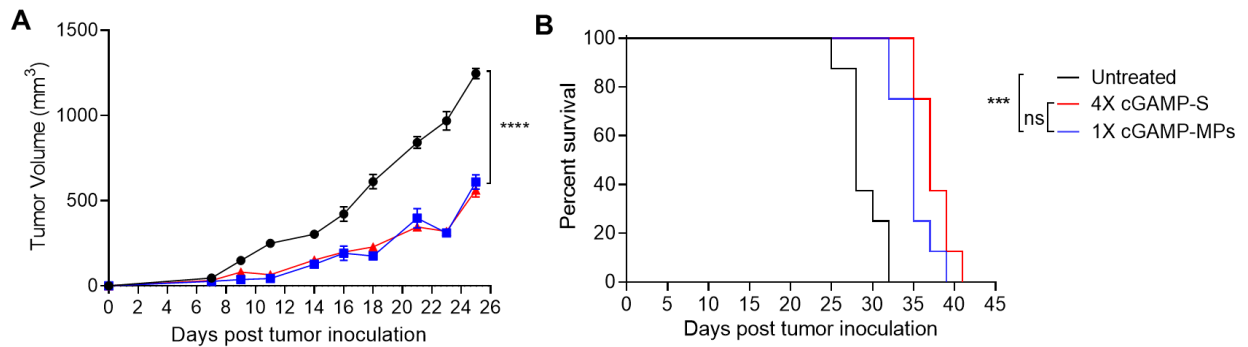 A
1500
1000
500
0
Tumor Volume (mm³)
0 2 4 6 8 10 12 14 16 18 20 22 24 26
Days post tumor inoculation
****
B
100
80
60
40
20
0
Percent survival
0 5 10 15 20 25 30 35 40 45
Days post tumor inoculation
*** ns
Untreated
4X cGAMP-S
1X cGAMP-MPs